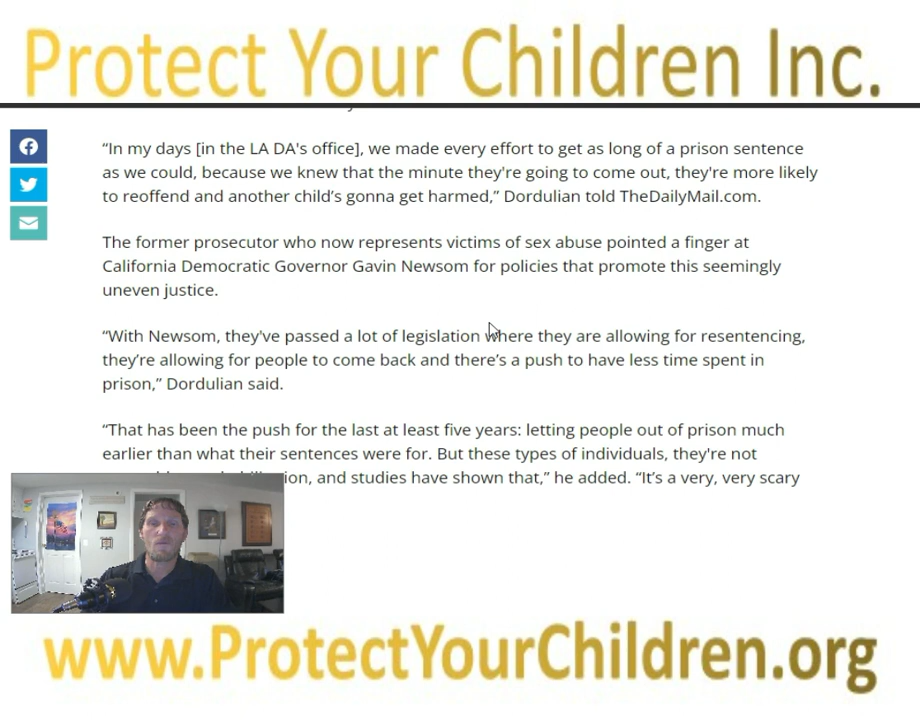 Protect Your Children Inc.
“In my days [in the LA DA's office], we made every effort to get as long of a prison sentence
as we could, because we knew that the minute they're going to come out, they're more likely
to reoffend and another child’s gonna get harmed,” Dordulian told TheDailyMail.com.
The former prosecutor who now represents victims of sex abuse pointed a finger at
California Democratic Governor Gavin Newsom for policies that promote this seemingly
uneven justice.
“With Newsom, they've passed a lot of legislation where they are allowing for resentencing,
they’re allowing for people to come back and there’s a push to have less time spent in
prison,” Dordulian said.
“That has been the push for the last at least five years: letting people out of prison much
earlier than what their sentences were for. But these types of individuals, they're not
and studies have shown that,” he added. “It’s a very, very scary
www.ProtectYourChildren.org